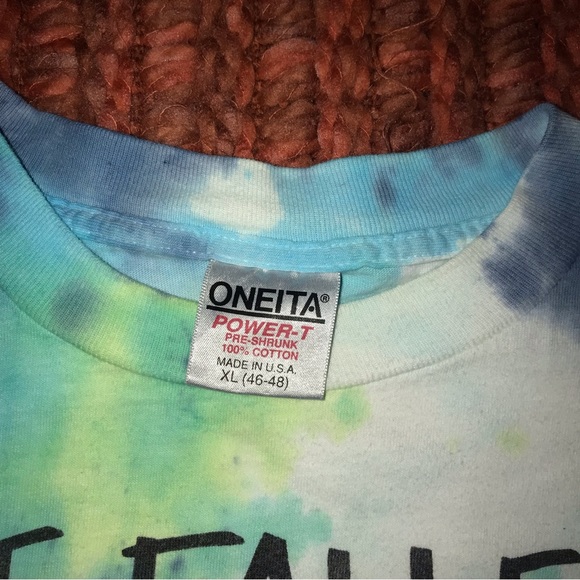 ONEITA®
POWER-T
PRE-SHRUNK
100% COTTON
MADE IN U.S.A.
XL (46-48)